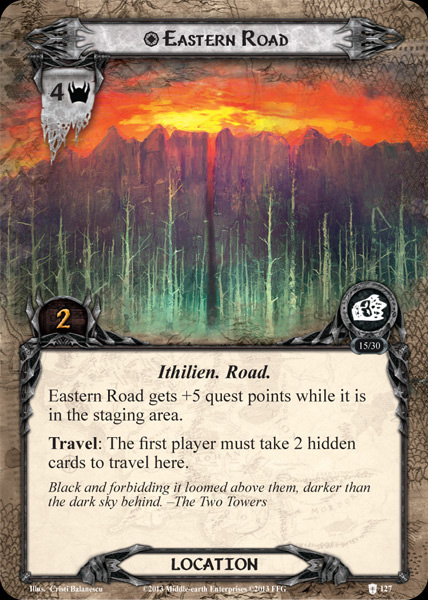 EASTERN ROAD
4
2
15/30
Ithilien. Road.
Eastern Road gets +5 quest points while it is
in the staging area.
Travel: The first player must take 2 hidden
cards to travel here.
Black and forbidding it loomed above them, darker than
the dark sky behind. –The Two Towers
LOCATION
Illus. Cristi Balanescu ©2013 Middle-earth Enterprises ©2013 FFG 127